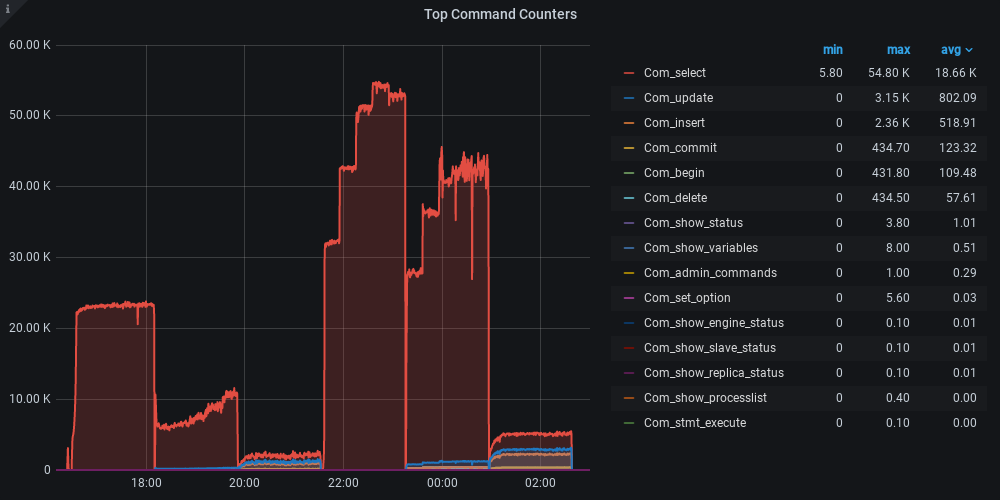 i
Top Command Counters
60.00 K
50.00 K
40.00 K
30.00 K
20.00 K
10.00 K
0
18:00 20:00 22:00 00:00 02:00
min max avg
Com_select 5.80 54.80 K 18.66 K
Com_update 0 3.15 K 802.09
Com_insert 0 2.36 K 518.91
Com_commit 0 434.70 123.32
Com_begin 0 431.80 109.48
Com_delete 0 434.50 57.61
Com_show_status 0 3.80 1.01
Com_show_variables 0 8.00 0.51
Com_admin_commands 0 1.00 0.29
Com_set_option 0 5.60 0.03
Com_show_engine_status 0 0.10 0.01
Com_show_slave_status 0 0.10 0.01
Com_show_replica_status 0 0.10 0.01
Com_show_processlist 0 0.40 0.00
Com_stmt_execute 0 0.10 0.00